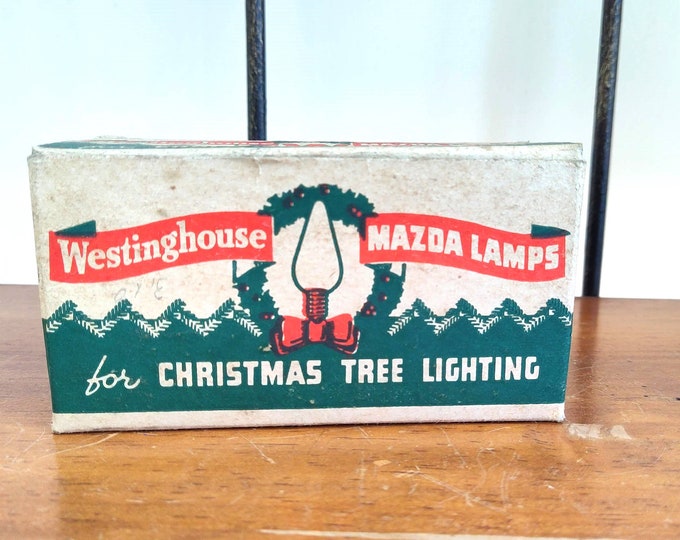 Westinghouse MAZDA LAMPS
for CHRISTMAS TREE LIGHTING